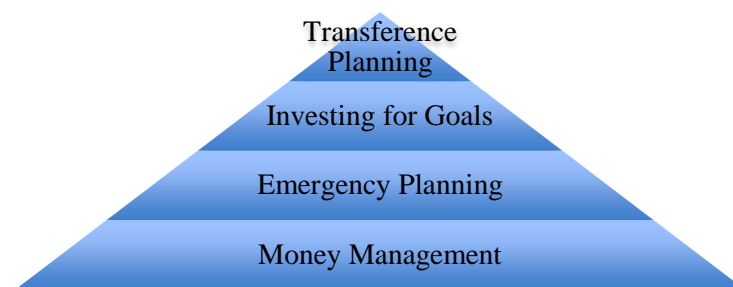 Transference
Planning
Investing for Goals
Emergency Planning
Money Management